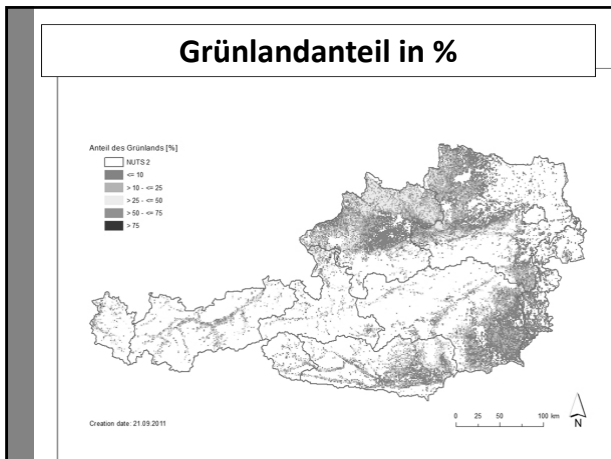 Grünlandanteil in %
Anteil des Grünlands [%]
NUTS 2
<= 10
> 10 - <= 25
> 25 - <= 50
> 50 - <= 75
> 75
Creation date: 21.09.2011
0 25 50 100 km
N